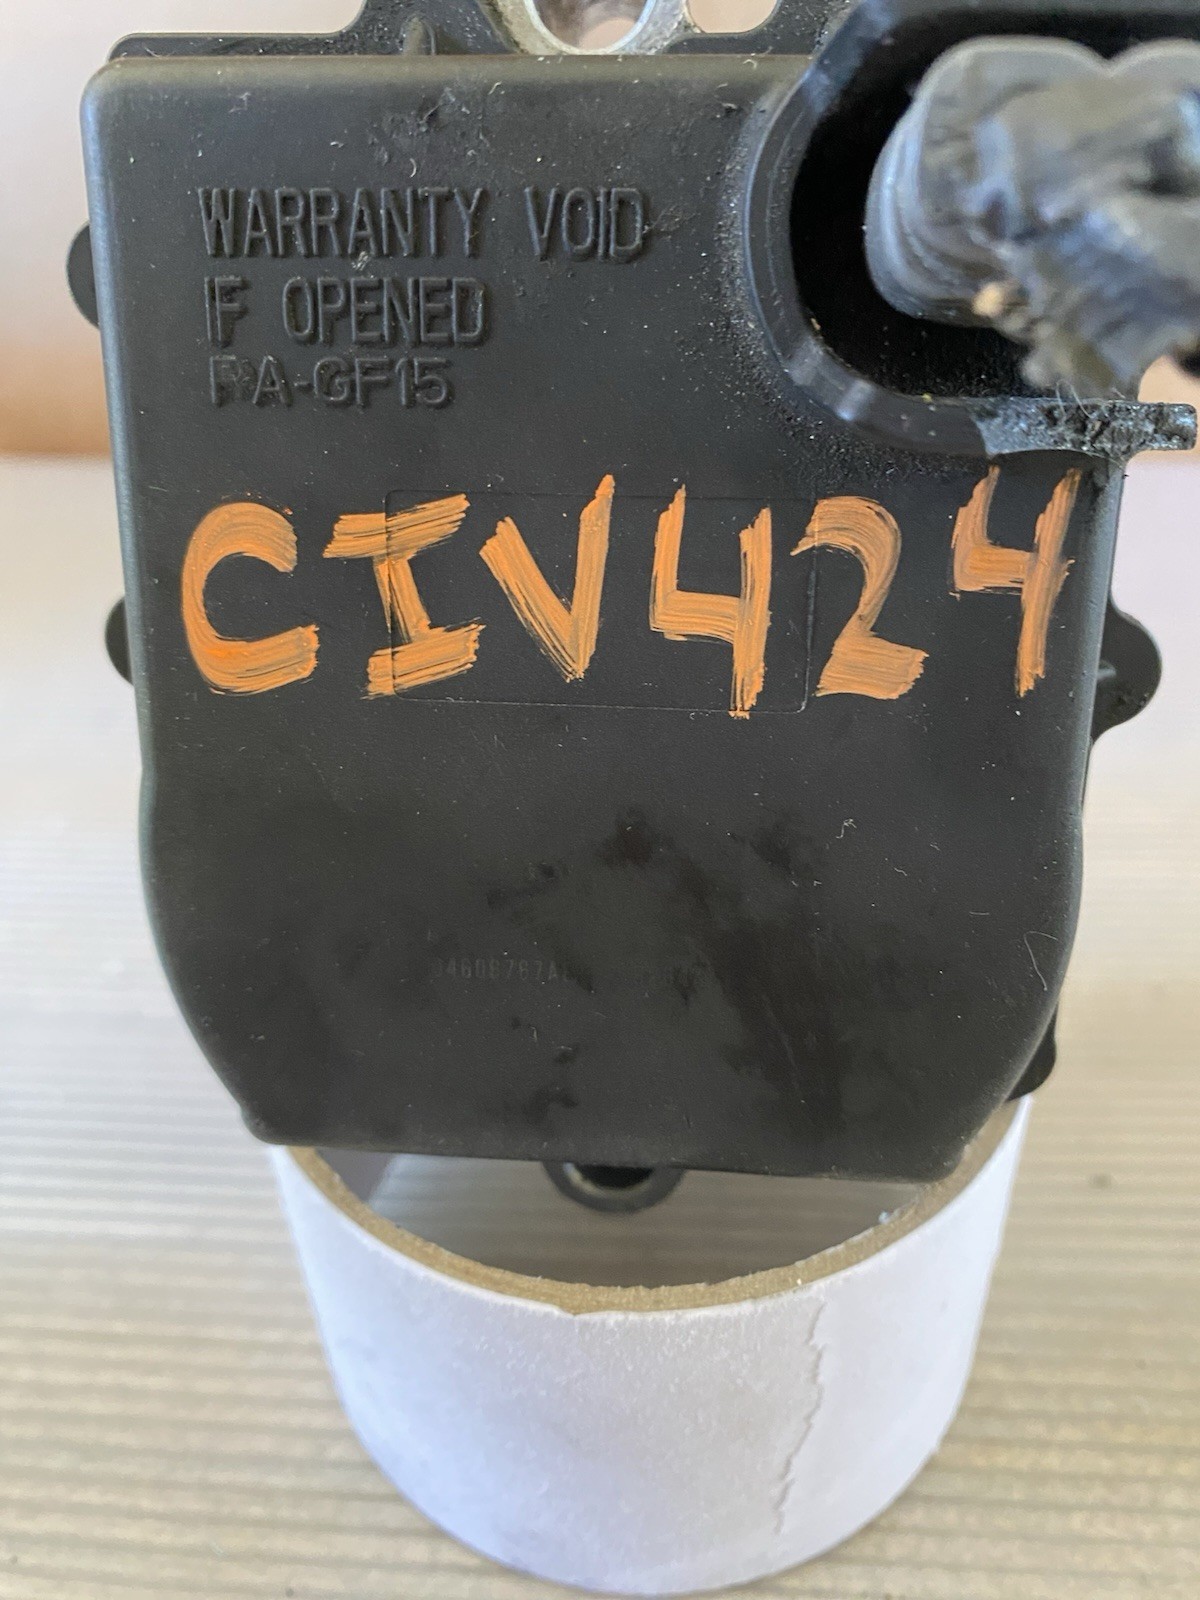 WARRANTY VOID
IF OPENED
PA-GF15
CIV424